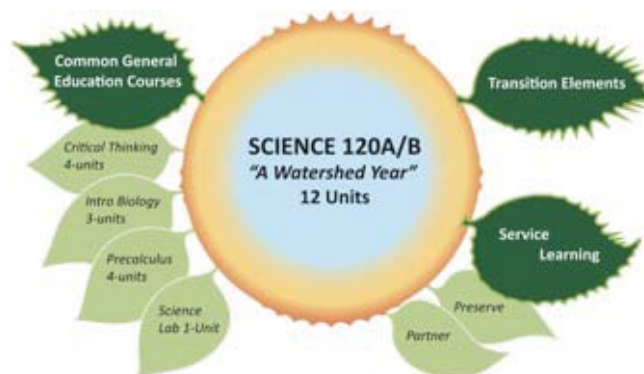 Common General
Education Courses
Critical Thinking
4-units
Intro Biology
3-units
Precalculus
4-units
Science
Lab 1-Unit
SCIENCE 120A/B
"A Watershed Year"
12 Units
Transition Elements
Service
Learning
Preserve
Partner